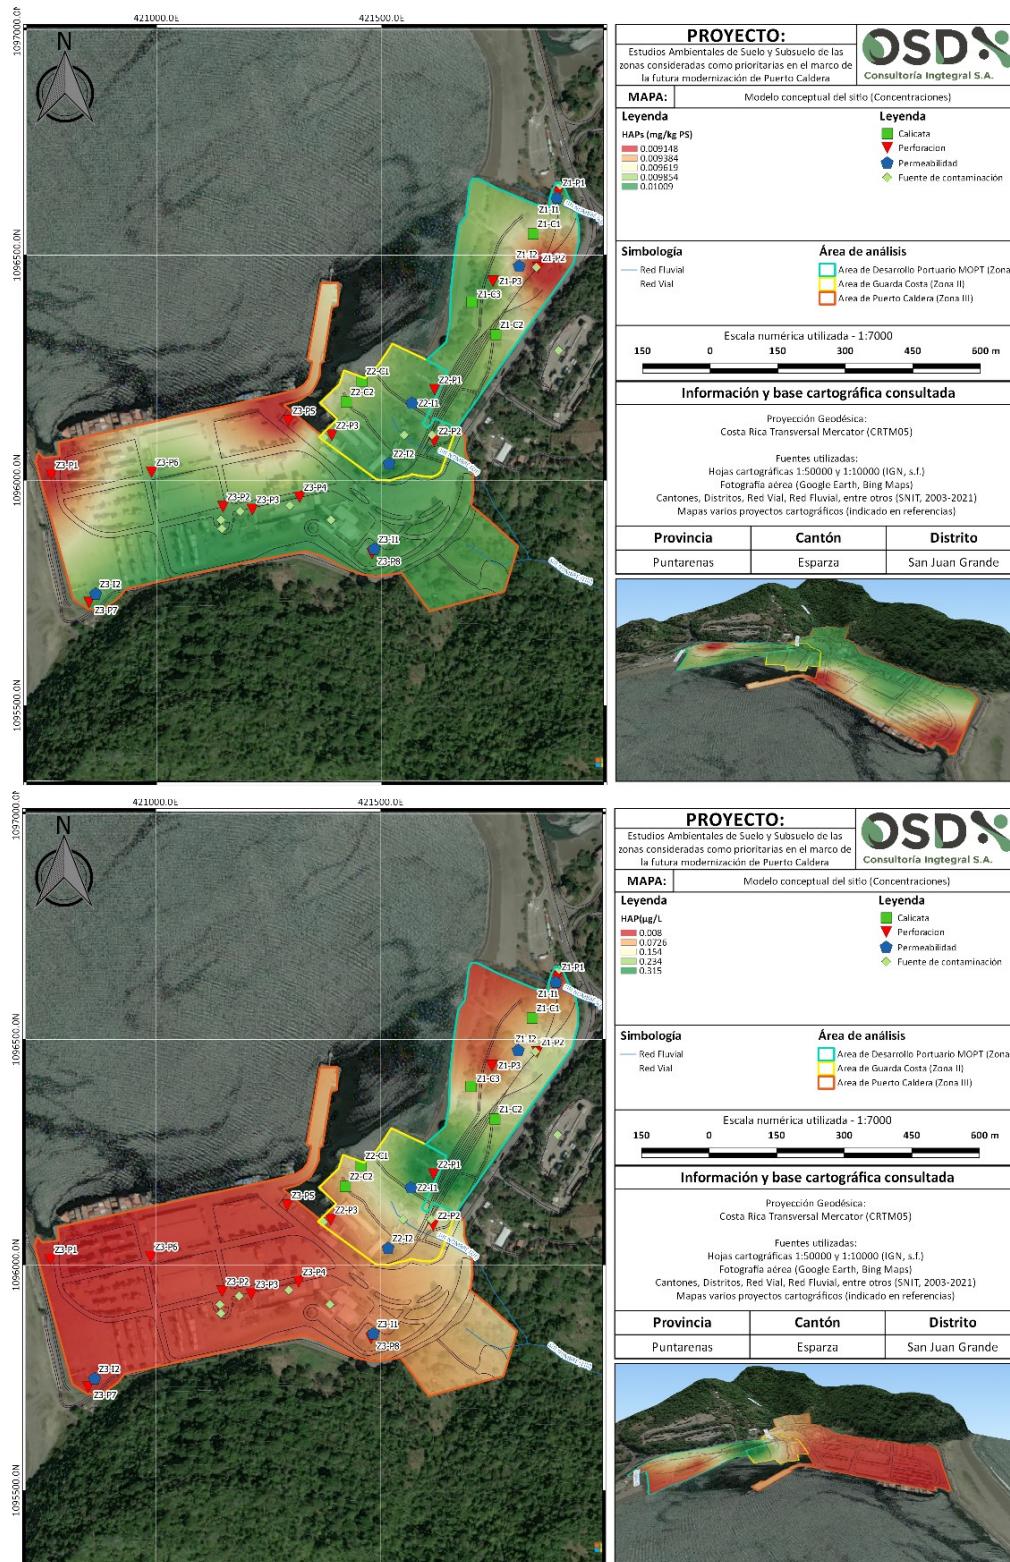 421000.0E
421500.0E
1097000.0N
N
1096500.0N
1096000.0N
1095500.0N
Z1-P1
Z1-I1
Z1-C1
Z1-I2
Z1-P2
Z1-P3
Z1-C3
Z1-C2
Z2-C1
Z2-C2
Z2-P1
Z2-I1
Z2-P3
Z2-P2
Z2-I2
Z3-P5
Z3-P1
Z3-P6
Z3-P4
Z3-P2
Z3-P3
Z3-I1
Z3-P8
Z3-I2
Z3-P7
PROYECTO:
Estudios Ambientales de Suelo y Subsuelo de las
zonas consideradas como prioritarias en el marco de
la futura modernización de Puerto Caldera
OSD
Consultoría Ingtegral S.A.
MAPA:
Modelo conceptual del sitio (Concentraciones)
Leyenda
HAPs (mg/kg PS)
0.009148
0.009384
0.009619
0.009854
0.01009
Leyenda
Calicata
Perforacion
Permeabilidad
Fuente de contaminación
Simbología
Red Fluvial
Red Vial
Área de análisis
Area de Desarrollo Portuario MOPT (Zona
Area de Guarda Costa (Zona II)
Area de Puerto Caldera (Zona III)
Escala numérica utilizada - 1:7000
150 0 150 300 450 600 m
Información y base cartográfica consultada
Proyección Geodésica:
Costa Rica Transversal Mercator (CRTM05)
Fuentes utilizadas:
Hojas cartográficas 1:50000 y 1:10000 (IGN, s.f.)
Fotografía aérea (Google Earth, Bing Maps)
Cantones, Distritos, Red Vial, Red Fluvial, entre otros (SNIT, 2003-2021)
Mapas varios proyectos cartográficos (indicado en referencias)
Provincia Cantón Distrito
Puntarenas Esparza San Juan Grande
421000.0E
421500.0E
1097000.0N
N
1096500.0N
1096000.0N
1095500.0N
Z1-P1
Z1-I1
Z1-C1
Z1-I2
Z1-P2
Z1-P3
Z1-C3
Z1-C2
Z2-C1
Z2-C2
Z2-P1
Z2-I1
Z2-P3
Z2-P2
Z2-I2
Z3-P5
Z3-P1
Z3-P6
Z3-P4
Z3-P2
Z3-P3
Z3-I1
Z3-P8
Z3-I2
Z3-P7
PROYECTO:
Estudios Ambientales de Suelo y Subsuelo de las
zonas consideradas como prioritarias en el marco de
la futura modernización de Puerto Caldera
OSD
Consultoría Ingtegral S.A.
MAPA:
Modelo conceptual del sitio (Concentraciones)
Leyenda
HAP(µg/L
0.008
0.0726
0.154
0.234
0.315
Leyenda
Calicata
Perforacion
Permeabilidad
Fuente de contaminación
Simbología
Red Fluvial
Red Vial
Área de análisis
Area de Desarrollo Portuario MOPT (Zona
Area de Guarda Costa (Zona II)
Area de Puerto Caldera (Zona III)
Escala numérica utilizada - 1:7000
150 0 150 300 450 600 m
Información y base cartográfica consultada
Proyección Geodésica:
Costa Rica Transversal Mercator (CRTM05)
Fuentes utilizadas:
Hojas cartográficas 1:50000 y 1:10000 (IGN, s.f.)
Fotografía aérea (Google Earth, Bing Maps)
Cantones, Distritos, Red Vial, Red Fluvial, entre otros (SNIT, 2003-2021)
Mapas varios proyectos cartográficos (indicado en referencias)
Provincia Cantón Distrito
Puntarenas Esparza San Juan Grande